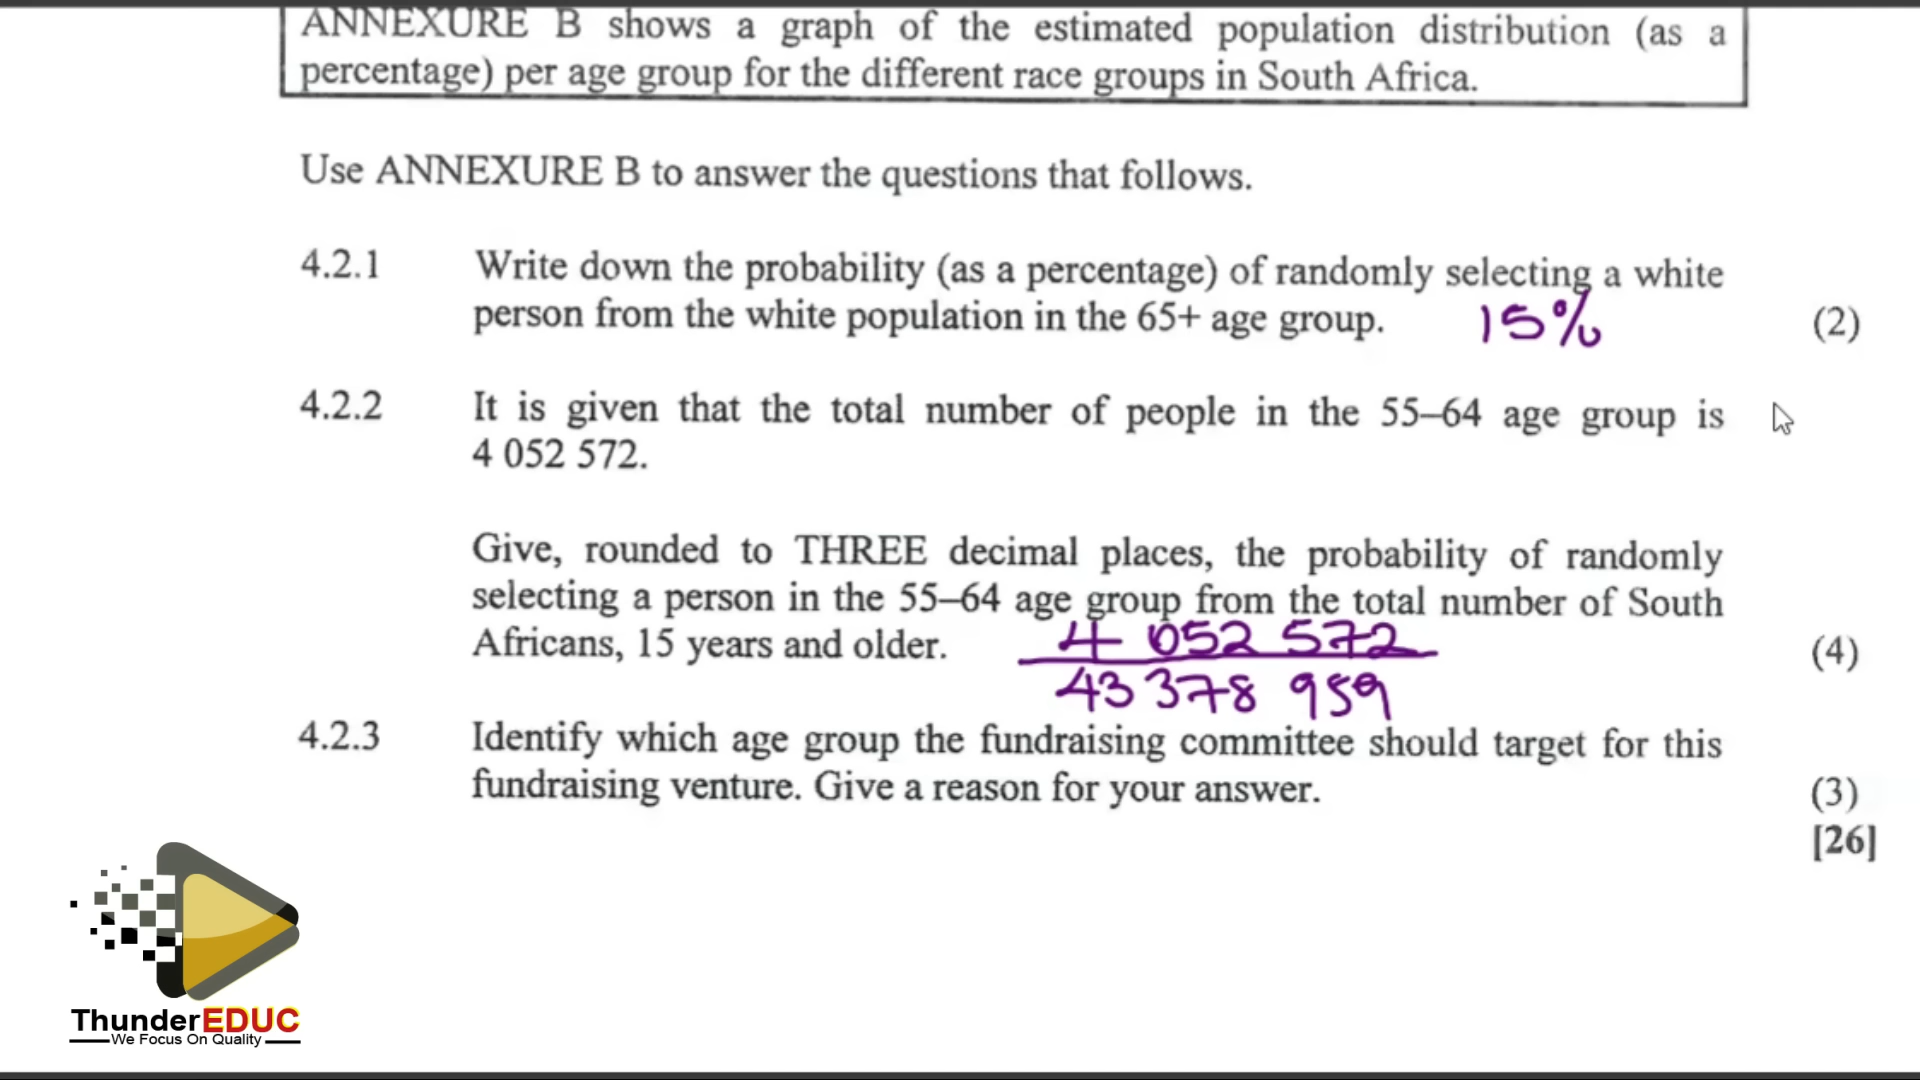 ANNEXURE B shows a graph of the estimated population distribution (as a
percentage) per age group for the different race groups in South Africa.
Use ANNEXURE B to answer the questions that follows.
4.2.1 Write down the probability (as a percentage) of randomly selecting a white
person from the white population in the 65+ age group. 15% (2)
4.2.2 It is given that the total number of people in the 55–64 age group is
4 052 572.
Give, rounded to THREE decimal places, the probability of randomly
selecting a person in the 55–64 age group from the total number of South
Africans, 15 years and older. 4 052 572 (4)
43 378 959
4.2.3 Identify which age group the fundraising committee should target for this
fundraising venture. Give a reason for your answer. (3)
[26]
ThunderEDUC
We Focus On Quality